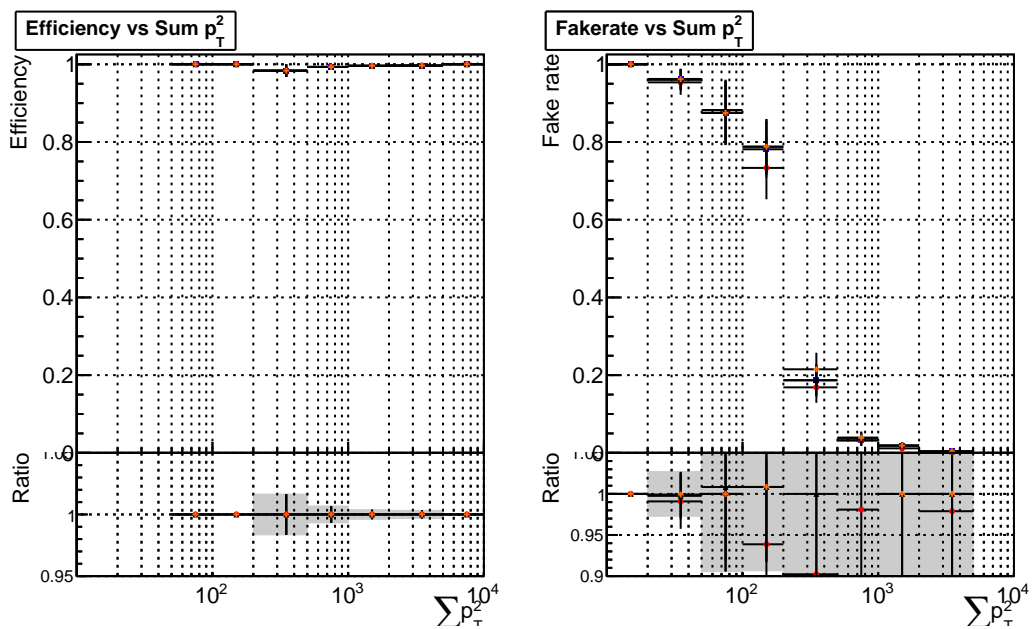 Efficiency vs Sum p_T^2
Efficiency
1
0.8
0.6
0.4
0.2
0
Ratio
1
0.95
10^2
10^3
10^4
∑p_T^2
Fakerate vs Sum p_T^2
Fake rate
1
0.8
0.6
0.4
0.2
0
Ratio
1
0.95
0.9
10^2
10^3
10^4
∑p_T^2